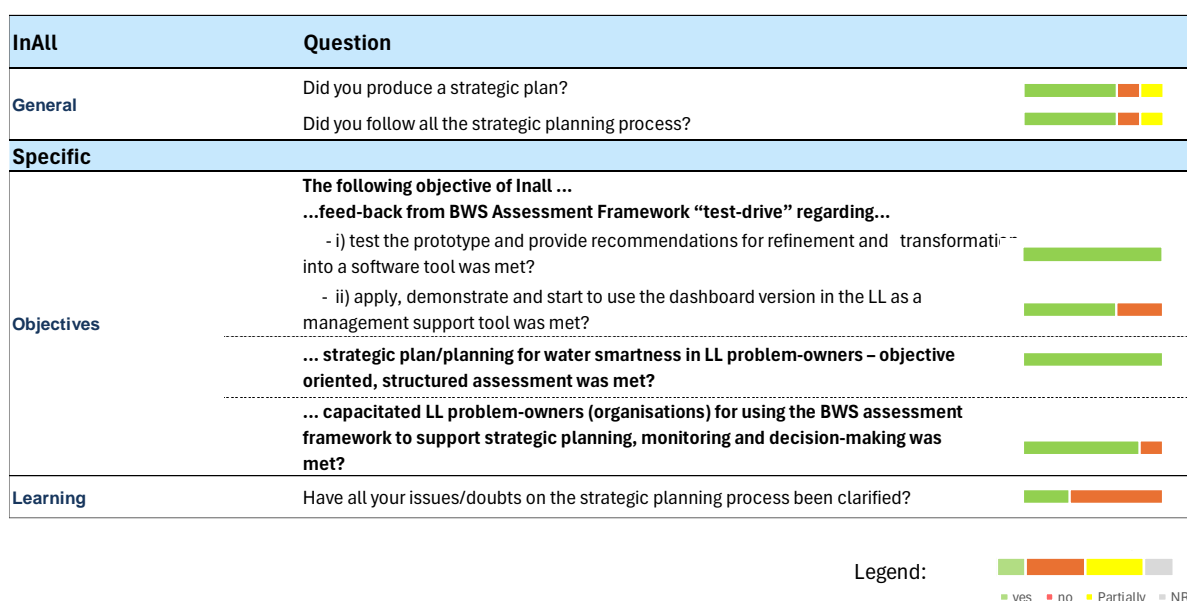 InAll Question
General
Did you produce a strategic plan?
Did you follow all the strategic planning process?
Specific
Objectives
The following objective of Inall ...
...feed-back from BWS Assessment Framework “test-drive” regarding...
- i) test the prototype and provide recommendations for refinement and transformation
into a software tool was met?
- ii) apply, demonstrate and start to use the dashboard version in the LL as a
management support tool was met?
... strategic plan/planning for water smartness in LL problem-owners – objective
oriented, structured assessment was met?
... capacitated LL problem-owners (organisations) for using the BWS assessment
framework to support strategic planning, monitoring and decision-making was
met?
Learning Have all your issues/doubts on the strategic planning process been clarified?
Legend:
yes no Partially NR